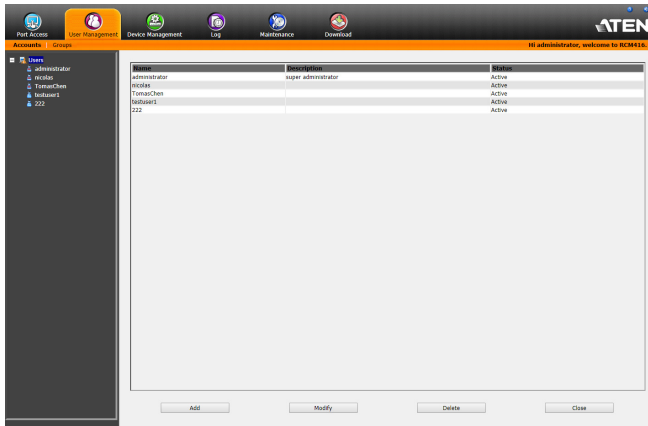 Port Access User Management Device Management Log Maintenance Download ATEN
Accounts Groups Hi administrator, welcome to RCM416.
Users
administrator
nicolas
TomasChen
testuser1
222
Name Description Status
administrator super administrator Active
nicolas Active
TomasChen Active
testuser1 Active
222 Active
Add Modify Delete Close